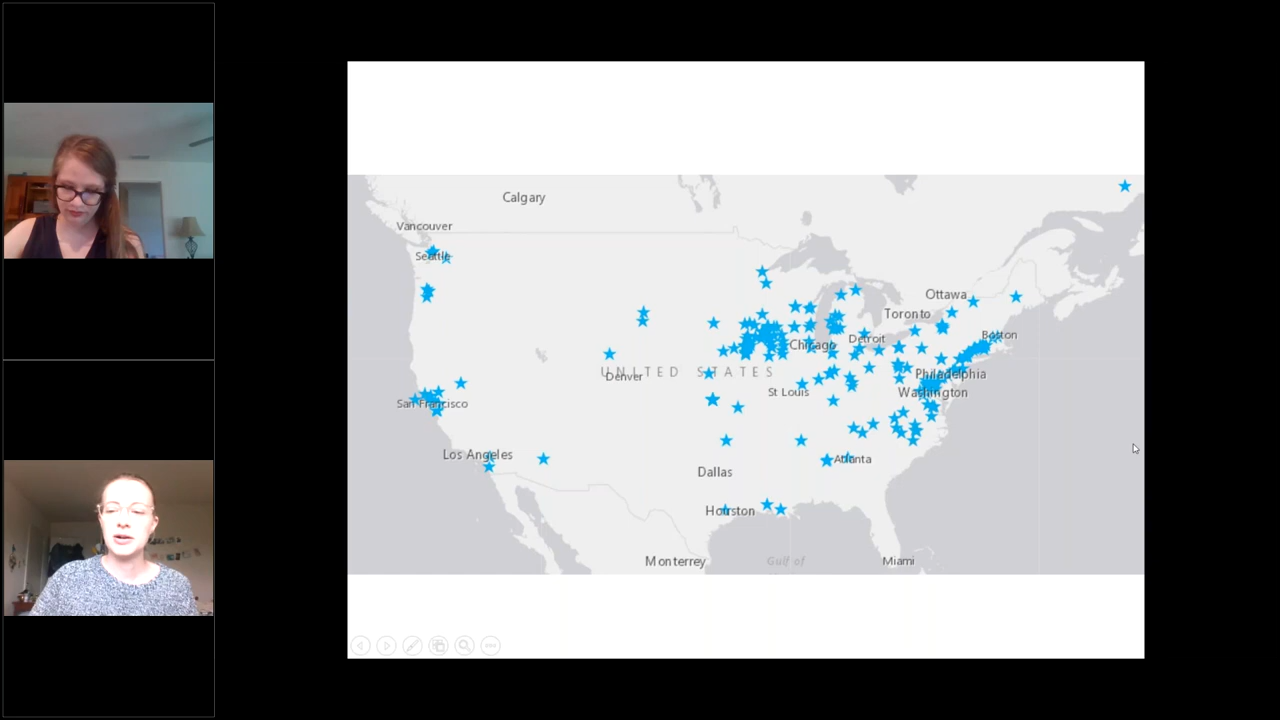 Calgary
Vancouver
Seattle
Ottawa
Toronto
Boston
Detroit
Chicago
UNITED STATES
Denver
Philadelphia
St Louis
Washington
San Francisco
Los Angeles
Atlanta
Dallas
Houston
Monterrey
Gulf of
Miami